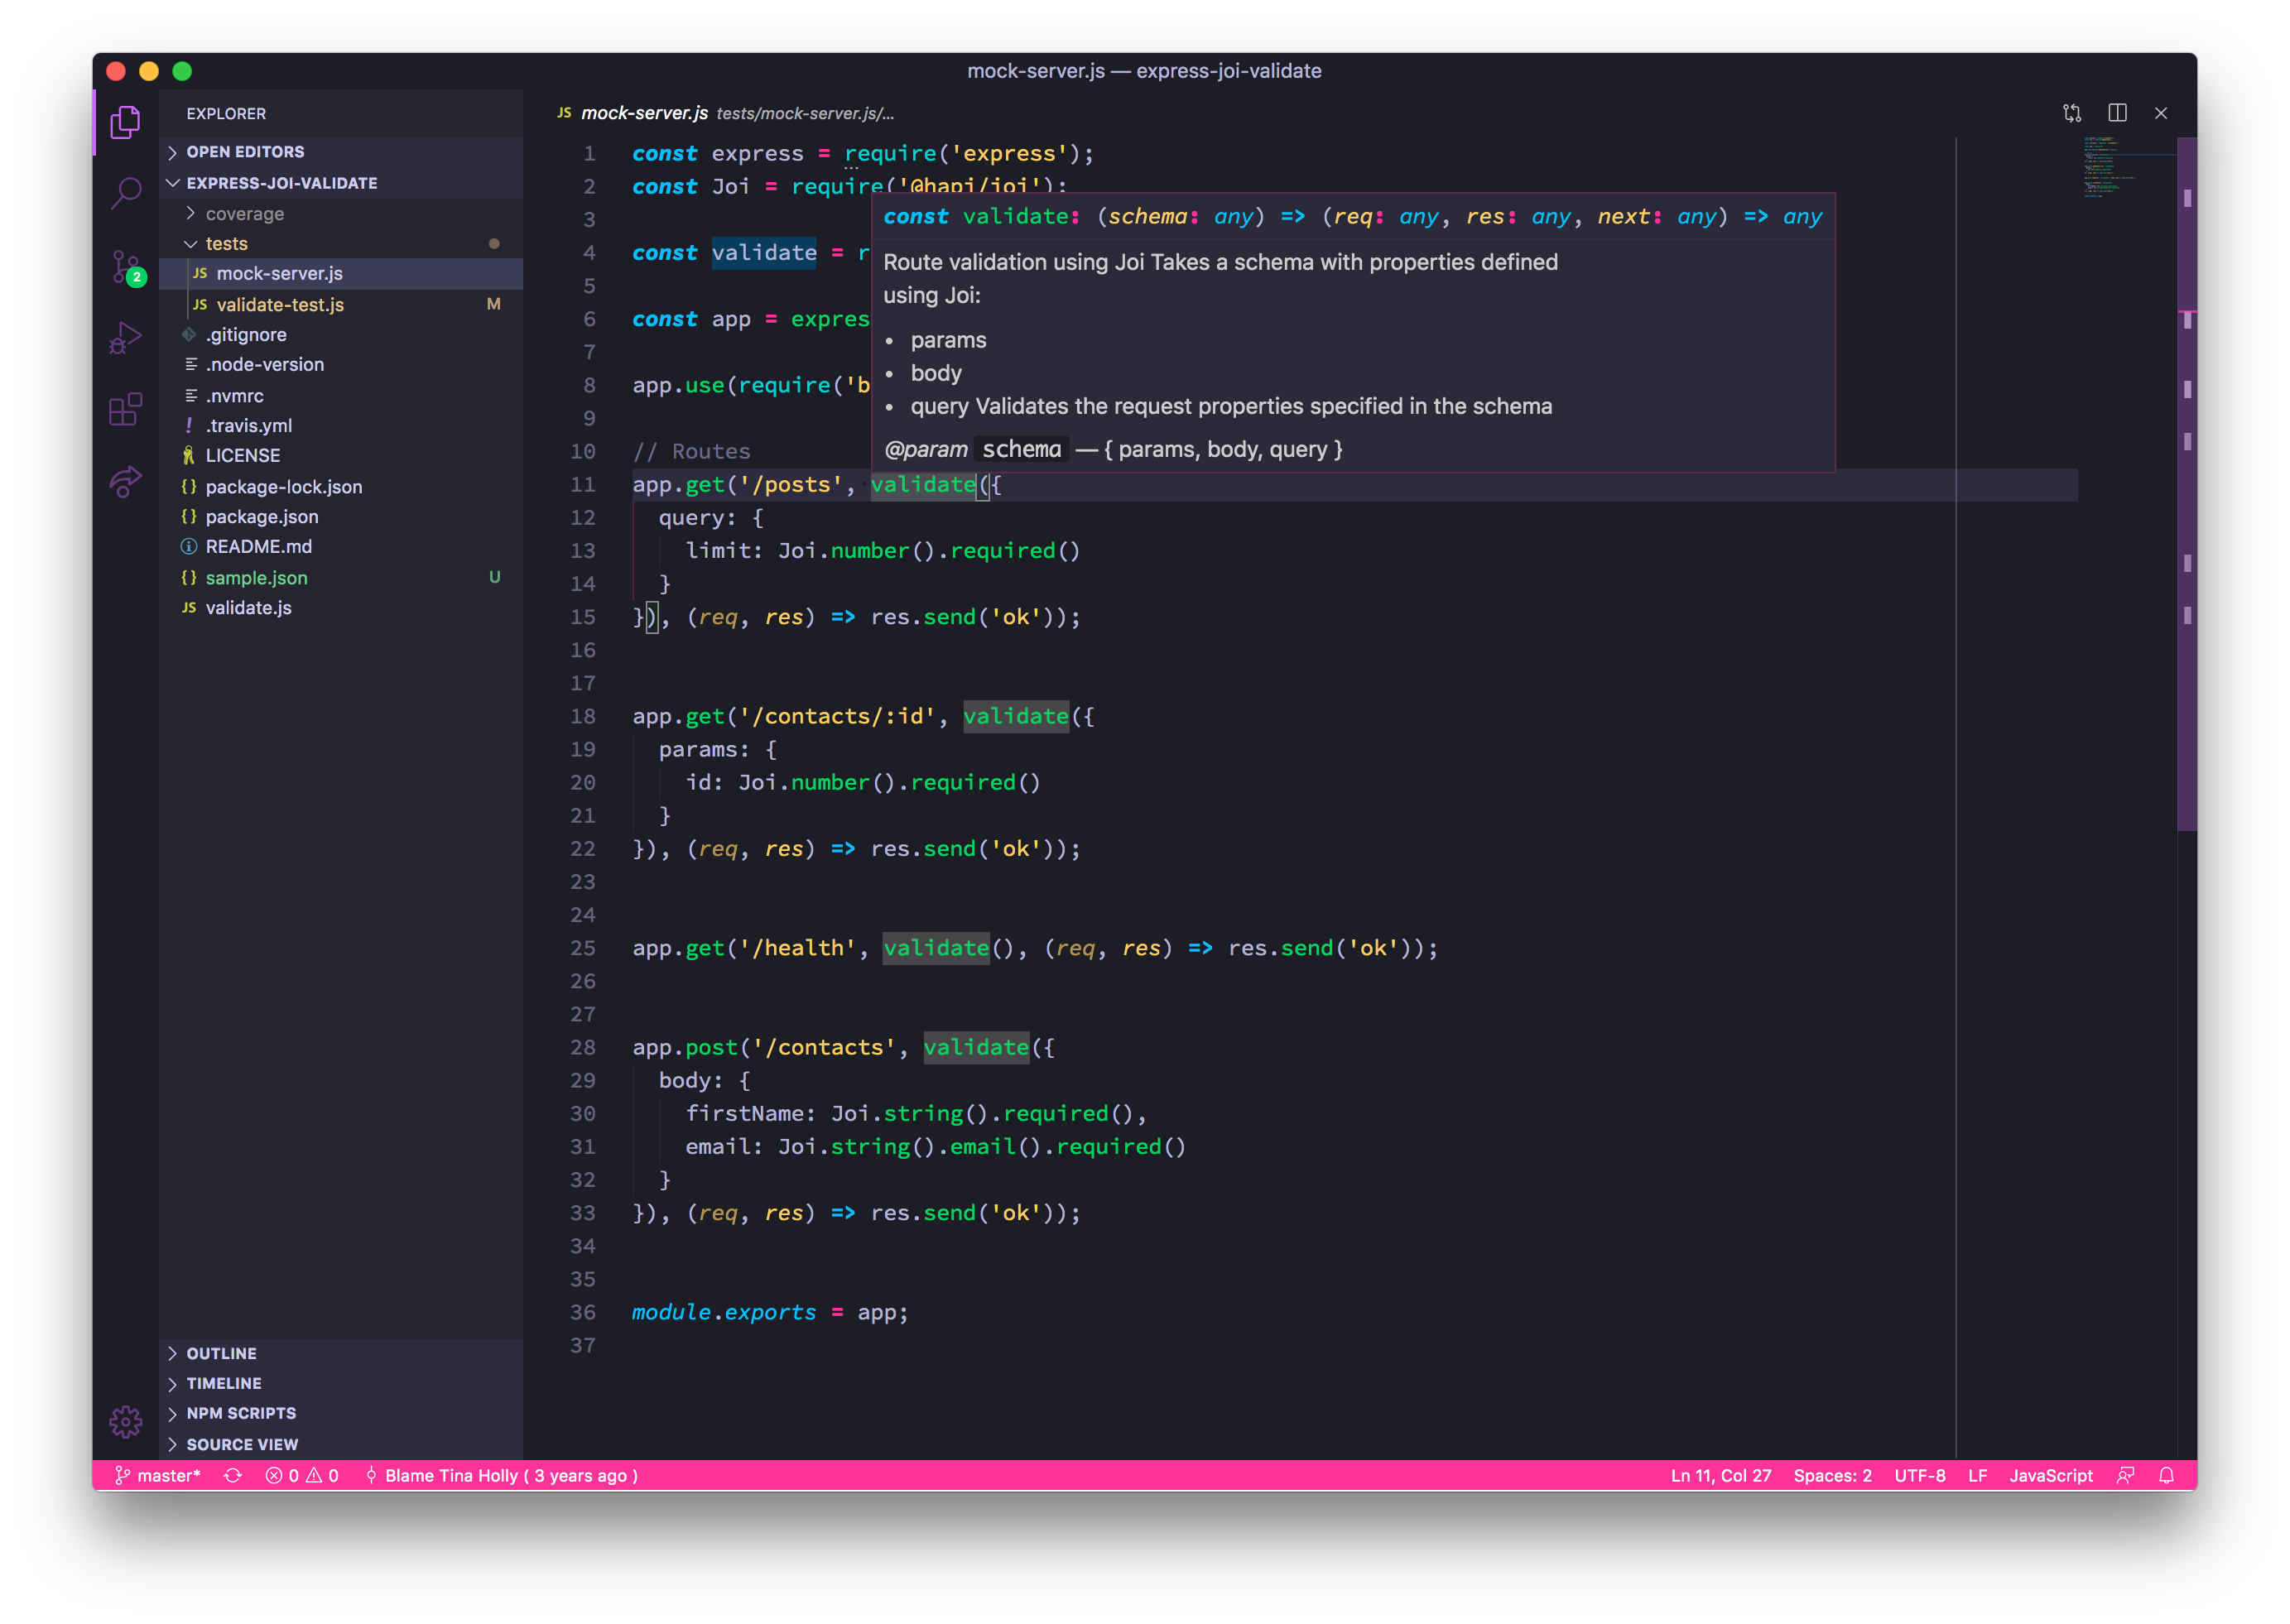 mock-server.js — express-joi-validate
EXPLORER
OPEN EDITORS
EXPRESS-JOI-VALIDATE
coverage
tests
JS mock-server.js
JS validate-test.js M
.gitignore
.node-version
.nvmrc
! .travis.yml
LICENSE
{} package-lock.json
{} package.json
README.md
{} sample.json U
JS validate.js
OUTLINE
TIMELINE
NPM SCRIPTS
SOURCE VIEW
2
JS mock-server.js tests/mock-server.js/...
1 const express = require('express');
2 const Joi = require('@hapi/joi');
3
4 const validate = r
5
6 const app = expres
7
8 app.use(require('b
9
10 // Routes
const validate: (schema: any) => (req: any, res: any, next: any) => any
Route validation using Joi Takes a schema with properties defined
using Joi:
• params
• body
• query Validates the request properties specified in the schema
@param schema — { params, body, query }
11 app.get('/posts', validate({
12 query: {
13 limit: Joi.number().required()
14 }
15 }), (req, res) => res.send('ok'));
16
17
18 app.get('/contacts/:id', validate({
19 params: {
20 id: Joi.number().required()
21 }
22 }), (req, res) => res.send('ok'));
23
24
25 app.get('/health', validate(), (req, res) => res.send('ok'));
26
27
28 app.post('/contacts', validate({
29 body: {
30 firstName: Joi.string().required(),
31 email: Joi.string().email().required()
32 }
33 }), (req, res) => res.send('ok'));
34
35
36 module.exports = app;
37
master* 0 0 Blame Tina Holly ( 3 years ago ) Ln 11, Col 27 Spaces: 2 UTF-8 LF JavaScript